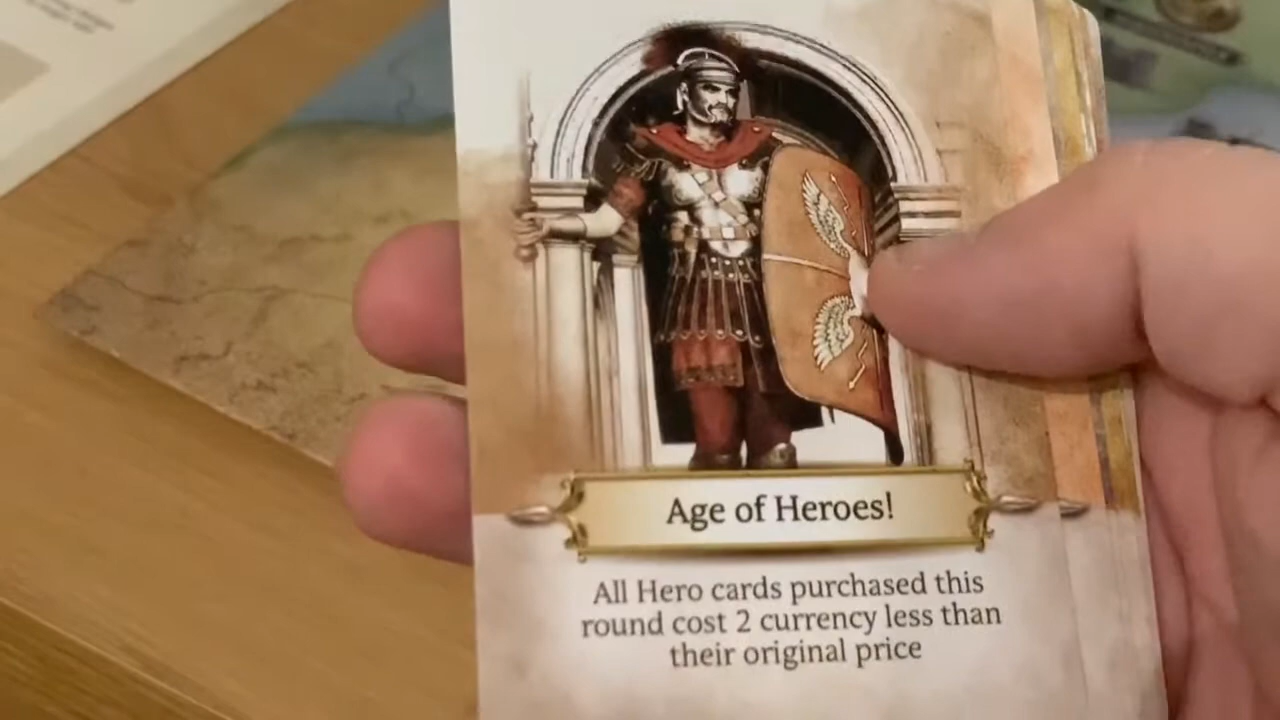 Age of Heroes!
All Hero cards purchased this
round cost 2 currency less than
their original price